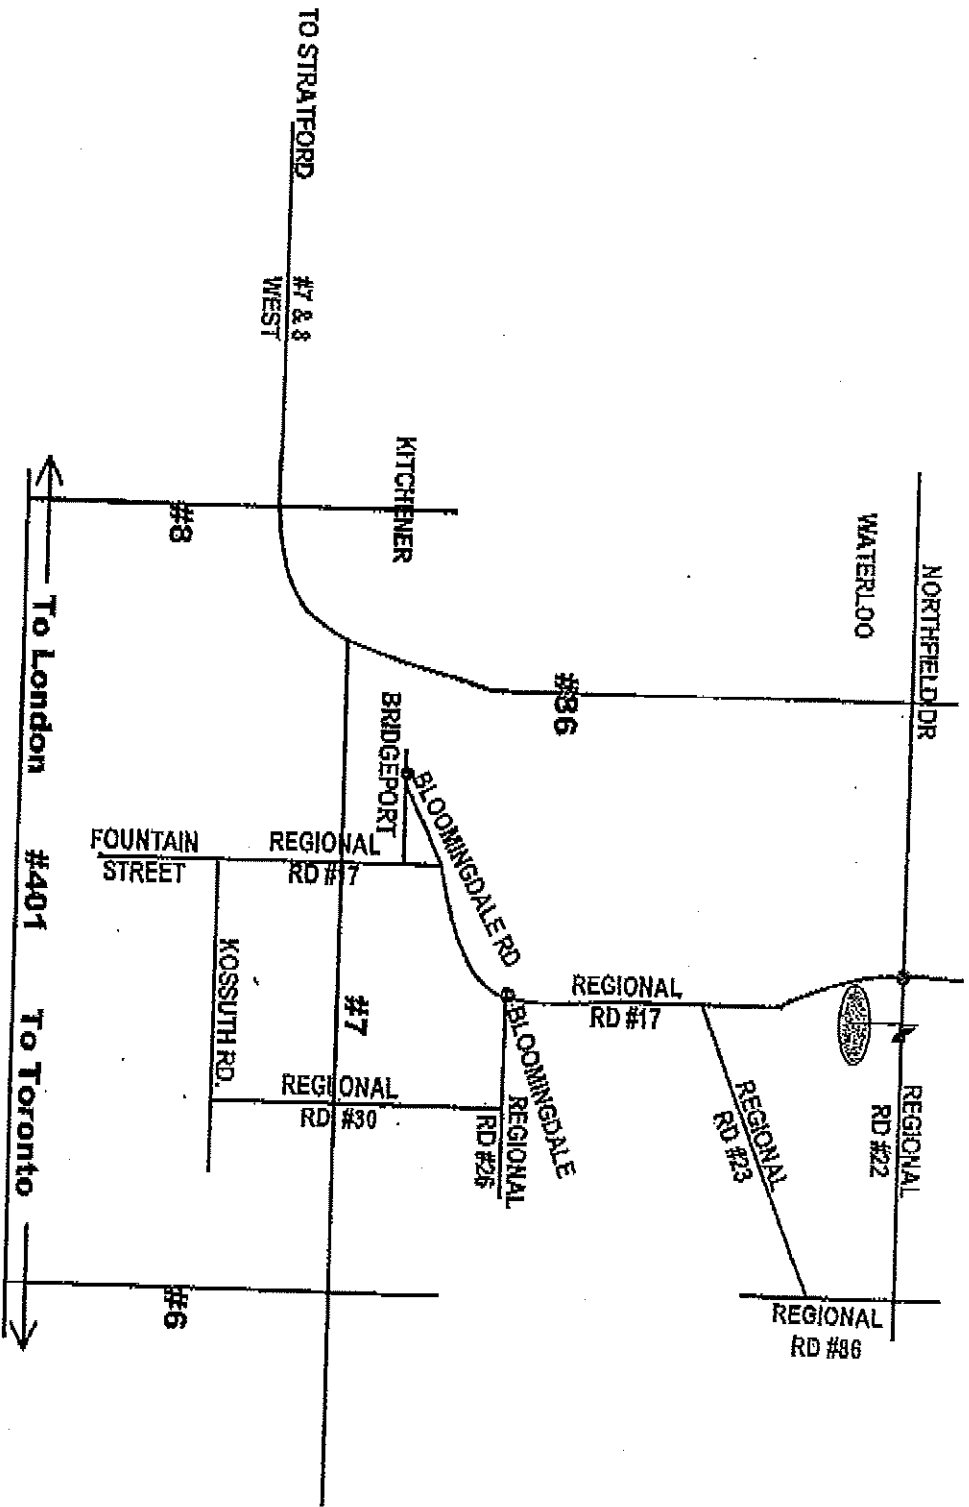 NORTHFIELD DR
WATERLOO
REGIONAL
RD #22
REGIONAL
RD #86
REGIONAL
RD #23
REGIONAL
RD #17
#86
BLOOMINGDALE
REGIONAL
RD #26
BLOOMINGDALE RD
KITCHENER
BRIDGEPORT
REGIONAL
RD #17
#7
REGIONAL
RD #30
TO STRATFORD
#7 & 8
WEST
KOSSUTH RD.
FOUNTAIN
STREET
#8
#6
To London #401 To Toronto